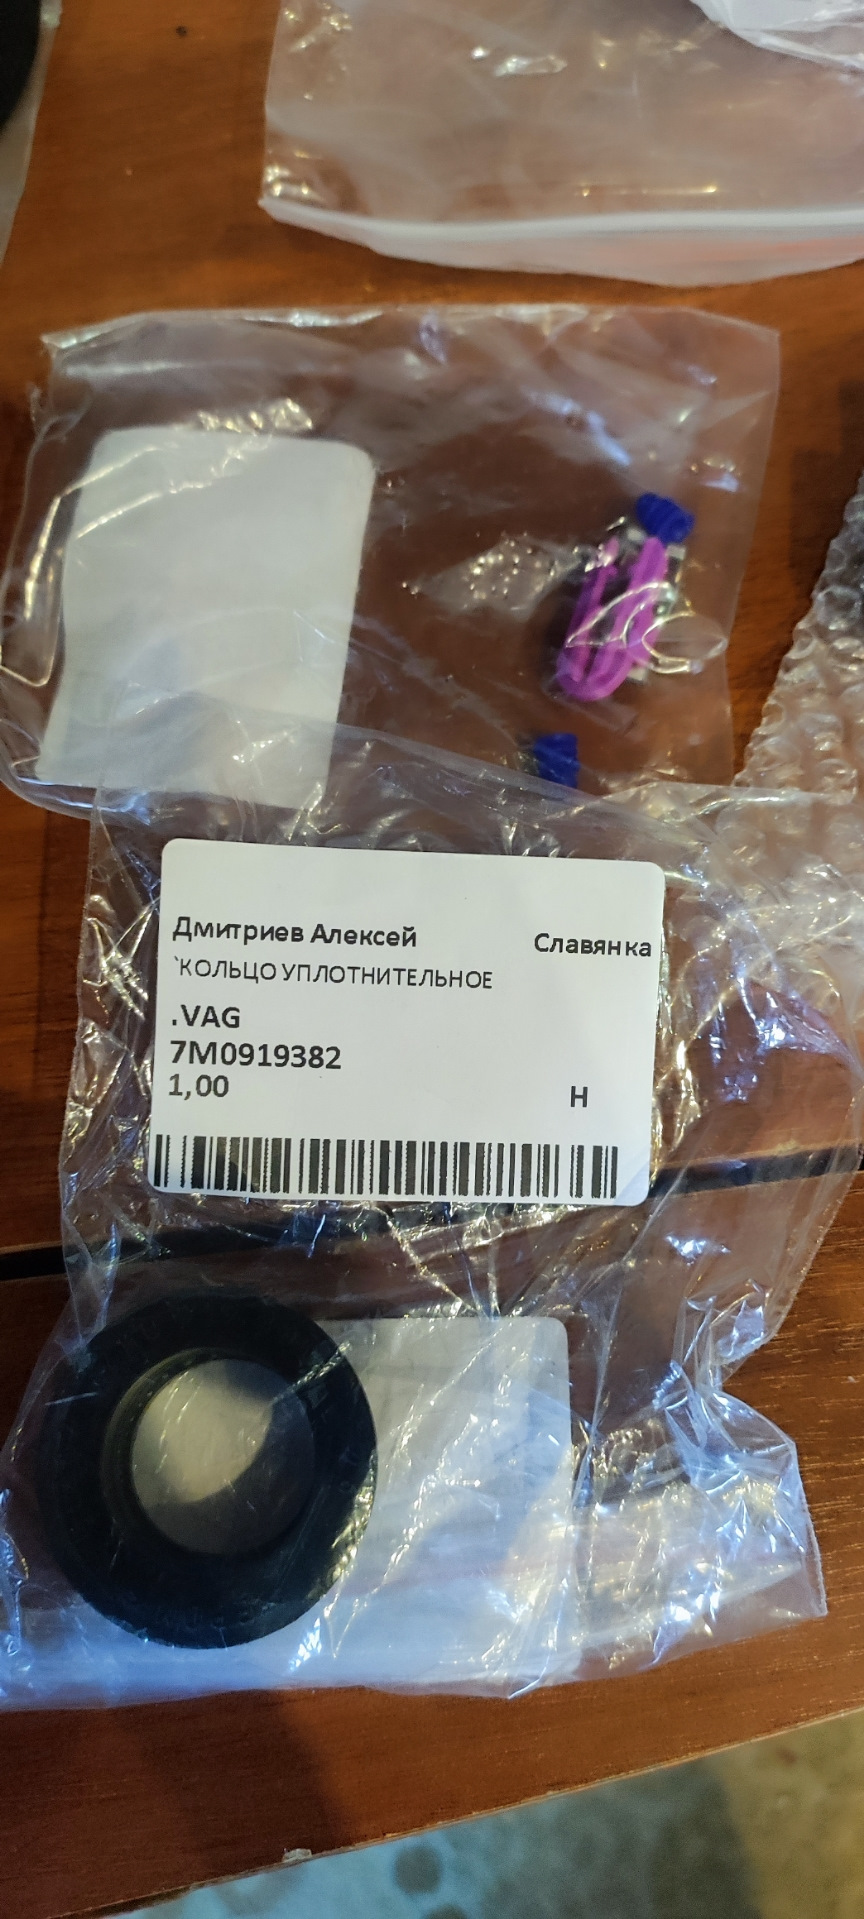 Дмитриев Алексей Славянка
`КОЛЬЦО УПЛОТНИТЕЛЬНОЕ
.VAG
7M0919382
1,00 Н